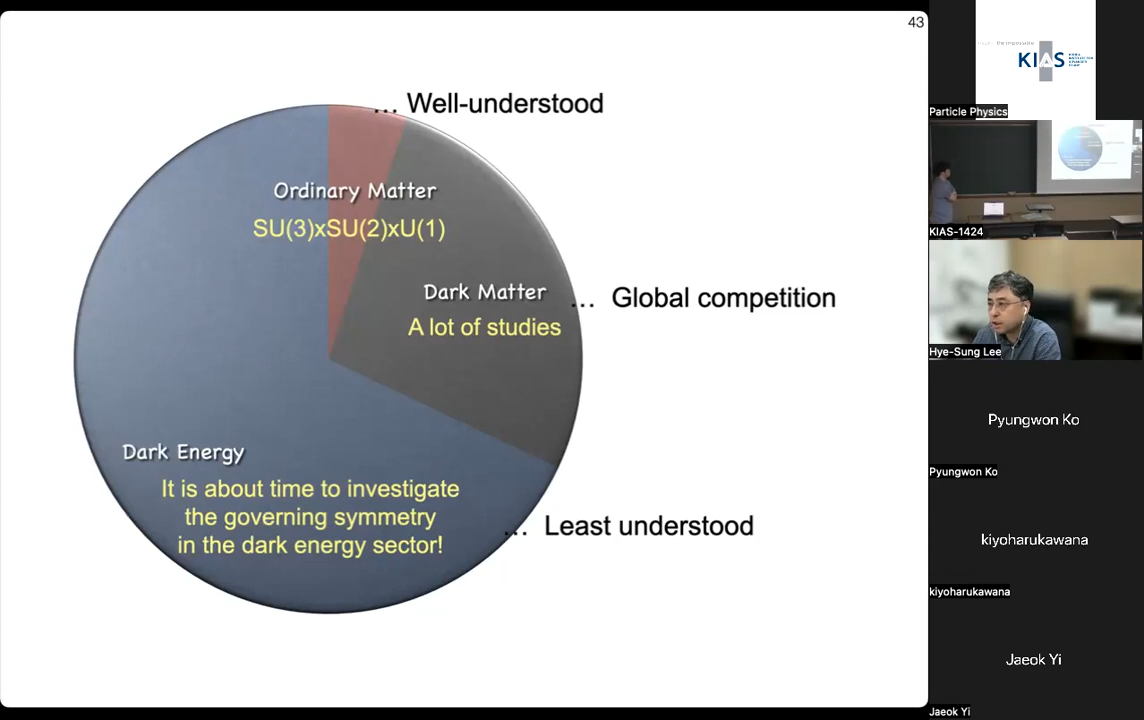 43
… Well-understood
Ordinary Matter
SU(3)xSU(2)xU(1)
Dark Matter
… Global competition
A lot of studies
Dark Energy
It is about time to investigate
the governing symmetry
in the dark energy sector!
… Least understood
KIAS
Particle Physics
KIAS-1424
Hye-Sung Lee
Pyungwon Ko
Pyungwon Ko
kiyoharukawana
kiyoharukawana
Jaeok Yi
Jaeok Yi